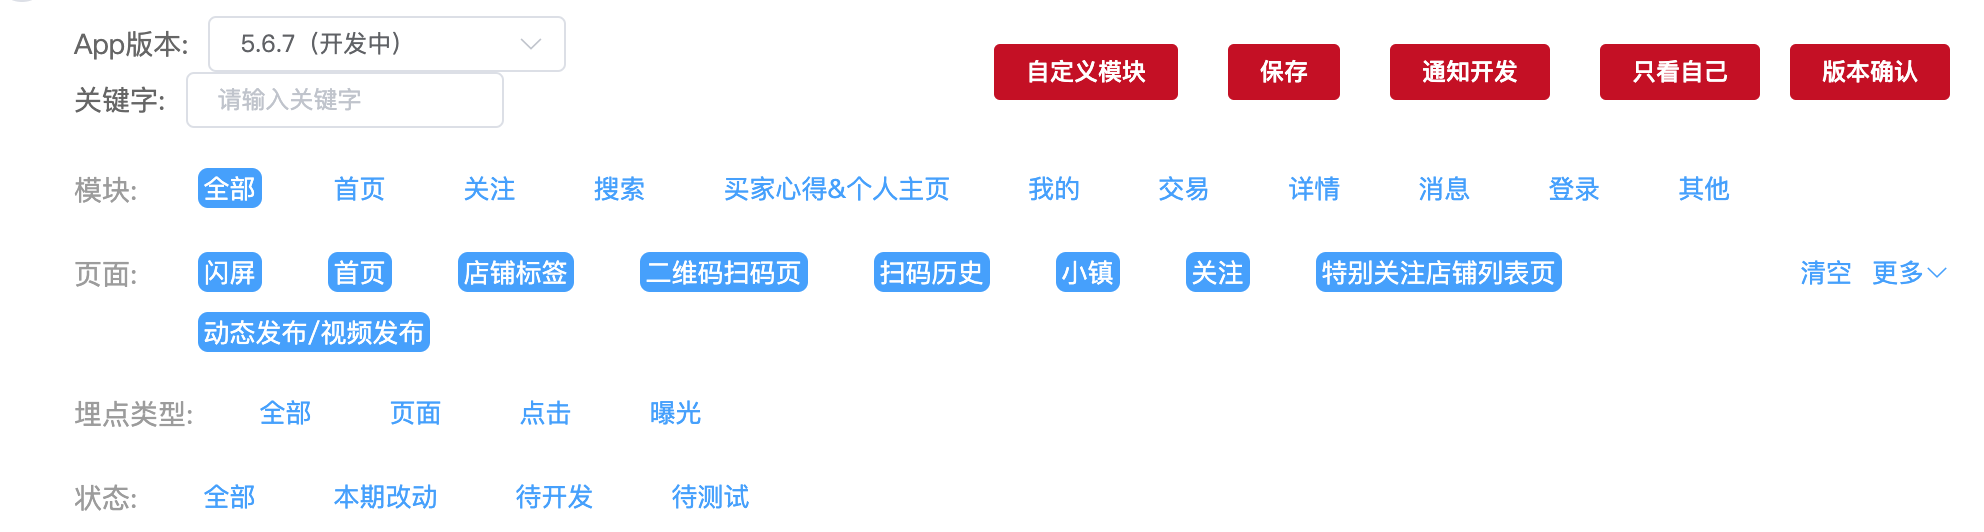 App版本: 5.6.7（开发中）
关键字: 请输入关键字
自定义模块 保存 通知开发 只看自己 版本确认
模块: 全部 首页 关注 搜索 买家心得&个人主页 我的 交易 详情 消息 登录 其他
页面: 闪屏 首页 店铺标签 二维码扫码页 扫码历史 小镇 关注 特别关注店铺列表页 清空 更多
动态发布/视频发布
埋点类型: 全部 页面 点击 曝光
状态: 全部 本期改动 待开发 待测试